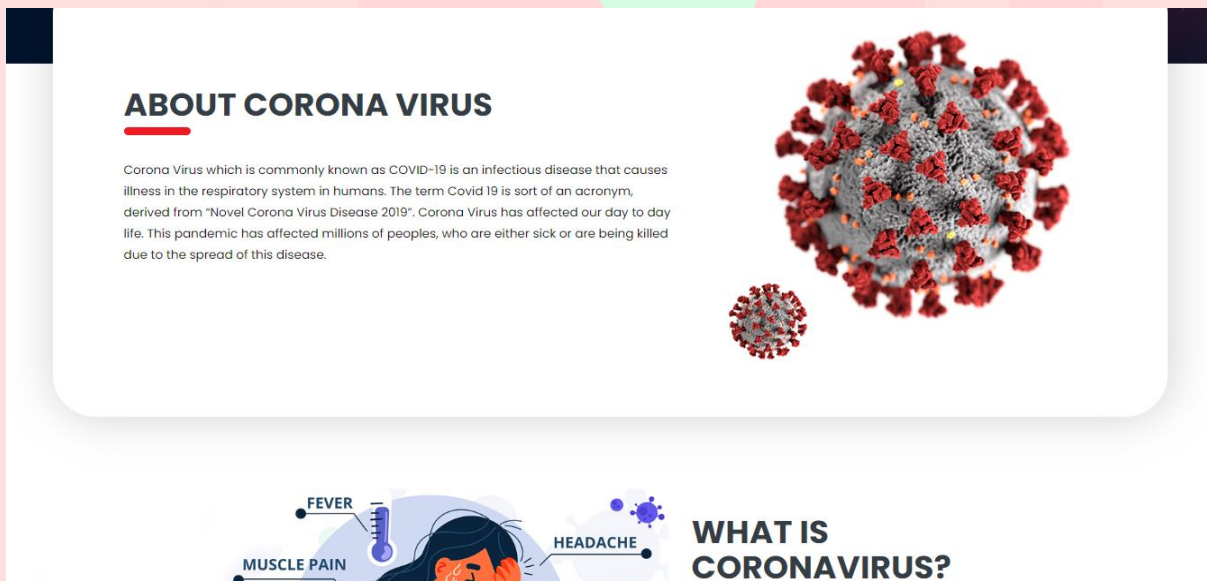 ABOUT CORONA VIRUS
Corona Virus which is commonly known as COVID-19 is an infectious disease that causes
illness in the respiratory system in humans. The term Covid 19 is sort of an acronym,
derived from “Novel Corona Virus Disease 2019”. Corona Virus has affected our day to day
life. This pandemic has affected millions of peoples, who are either sick or are being killed
due to the spread of this disease.
FEVER
HEADACHE
MUSCLE PAIN
WHAT IS
CORONAVIRUS?